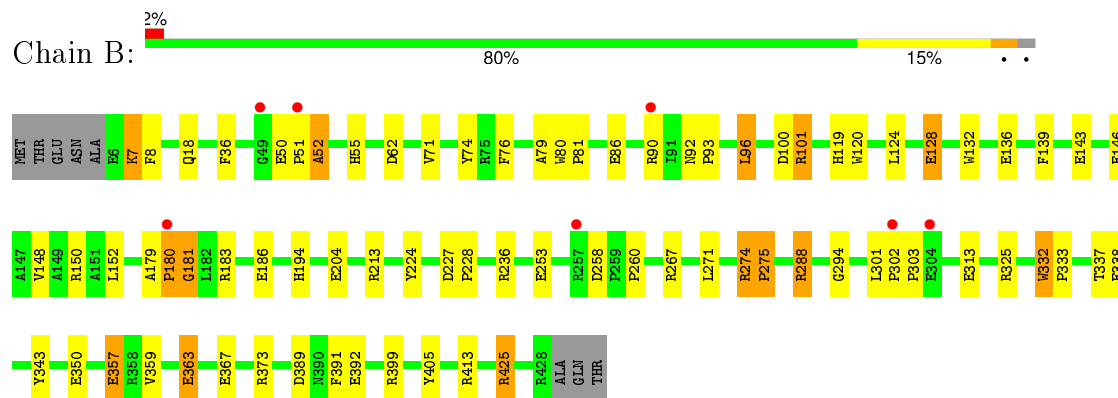 2%
Chain B:
80% 15% • •
MET THR GLU ASN ALA E6 K7 F8 Q18 F36 G49 E50 P51 A52 H55 D62 V71 Y74 R75 F76 A79 W80 P81 E86 R90 I91 N92 P93 L96 D100 R101 H119 W120 L124 E128 W132 E136 F139 E143
A147 V148 A149 R150 A151 L152 A179 P180 G181 L182 R183 E186 H194 E204 R213 Y224 D227 P228 R236 E253 R257 D258 P259 P260 R267 L271 R274 P275 R288 G294 L301 P302 P303 E304 E313 R325 W332 P333 T337
Y343 E350 E357 R358 V359 E363 E367 R373 D389 N390 F391 E392 R399 Y405 R413 R425 R428 ALA GLN THR